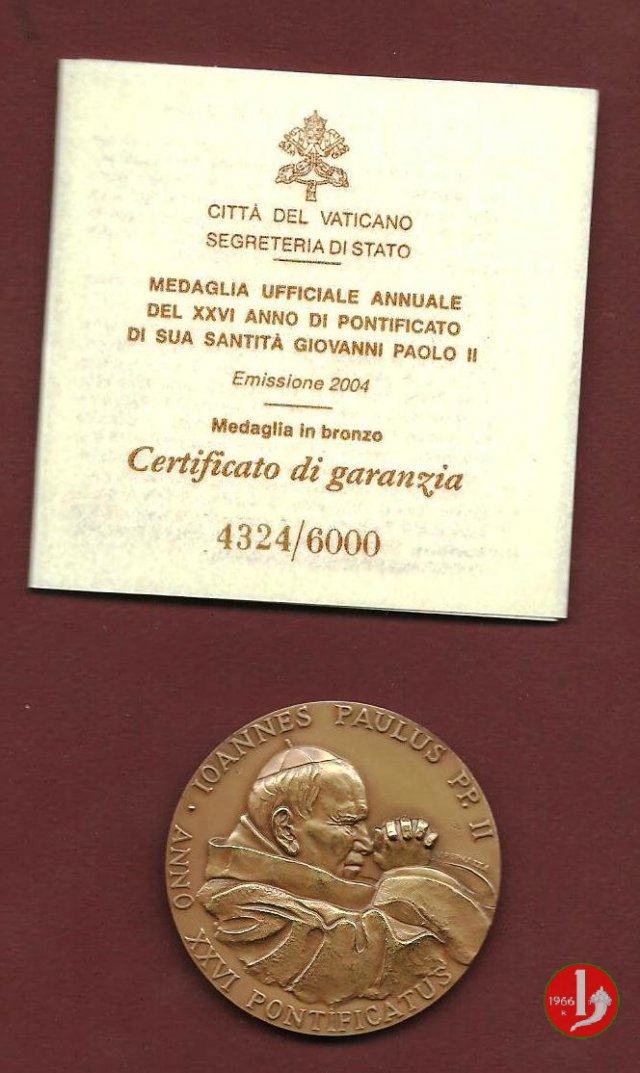 CITTÀ DEL VATICANO
SEGRETERIA DI STATO
MEDAGLIA UFFICIALE ANNUALE
DEL XXVI ANNO DI PONTIFICATO
DI SUA SANTITÀ GIOVANNI PAOLO II
Emissione 2004
Medaglia in bronzo
Certificato di garanzia
4324/6000
IOANNES PAULUS PP. II
ANNO XXVI PONTIFICATUS
1966
K